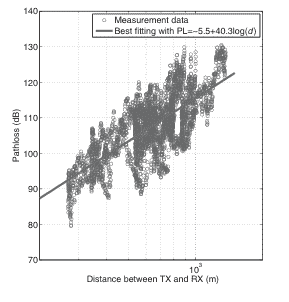 140
130
120
110
100
90
80
70
Pathloss (dB)
Measurement data
Best fitting with PL=−5.5+40.3log(d)
10³
Distance between TX and RX (m)